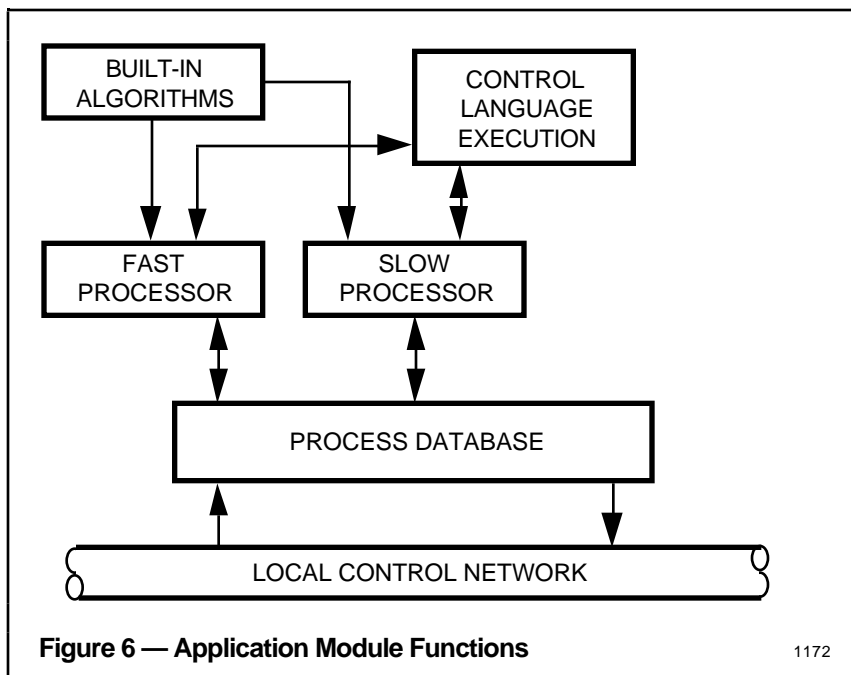 BUILT-IN
ALGORITHMS
CONTROL
LANGUAGE
EXECUTION
FAST
PROCESSOR
SLOW
PROCESSOR
PROCESS DATABASE
LOCAL CONTROL NETWORK
Figure 6 — Application Module Functions
1172